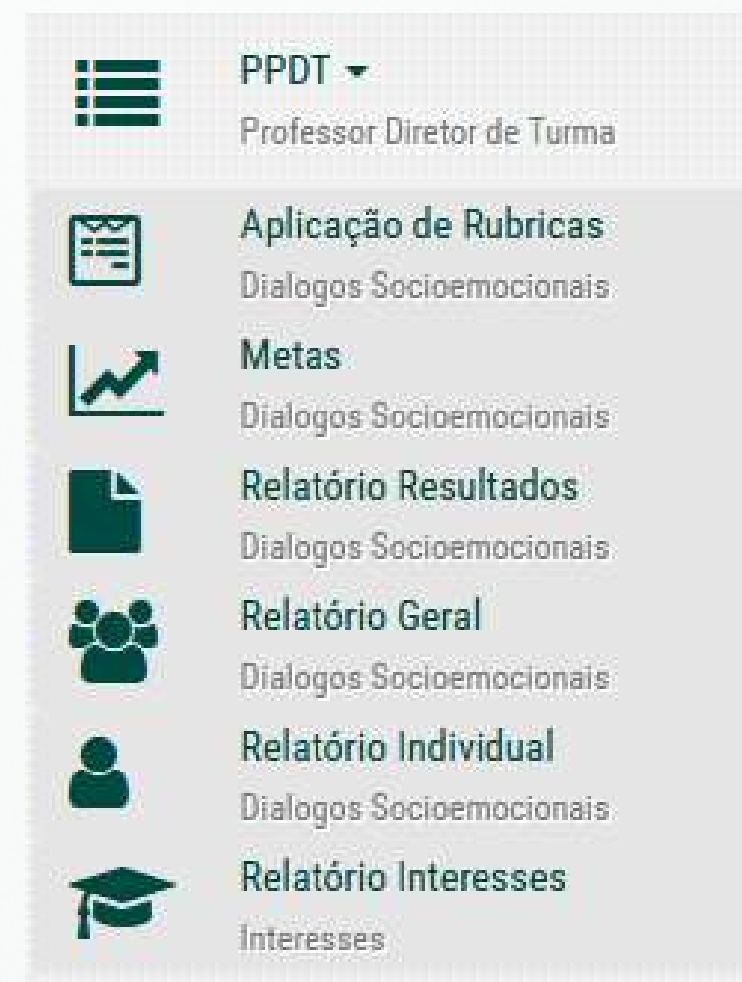 PPDT
Professor Diretor de Turma
Aplicação de Rubricas
Dialogos Socioemocionais
Metas
Dialogos Socioemocionais
Relatório Resultados
Dialogos Socioemocionais
Relatório Geral
Dialogos Socioemocionais
Relatório Individual
Dialogos Socioemocionais
Relatório Interesses
Interesses